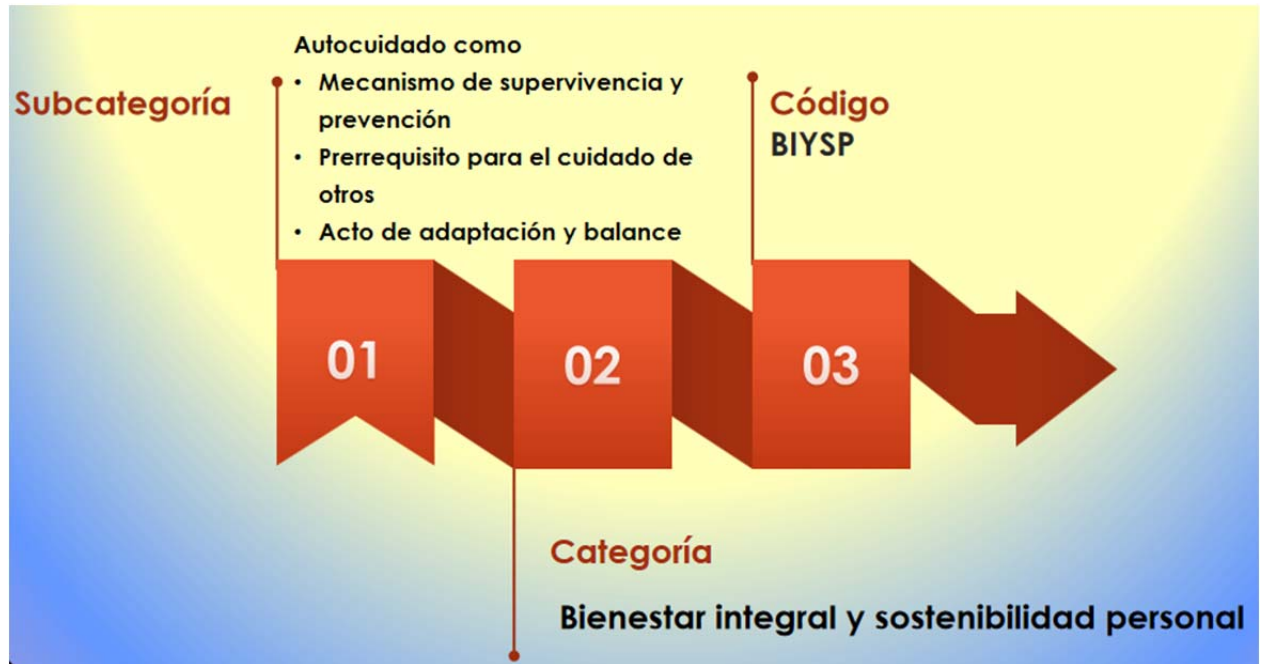 Subcategoría
Autocuidado como
• Mecanismo de supervivencia y
prevención
• Prerrequisito para el cuidado de
otros
• Acto de adaptación y balance
Código
BIYSP
01
02
03
Categoría
Bienestar integral y sostenibilidad personal